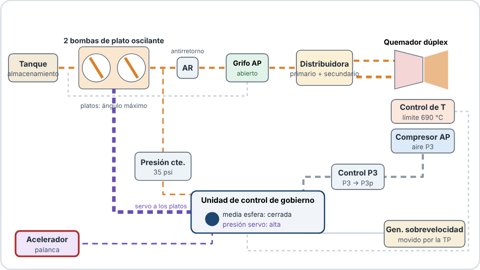 2 bombas de plato oscilante
Quemador dúplex
antirretorno
Tanque
almacenamiento
AR
Grifo AP
abierto
Distribuidora
primario + secundario
platos: ángulo máximo
Control de T
límite 690 °C
Compresor AP
aire P3
Presión cte.
35 psi
Control P3
P3 → P3p
servo a los platos
Unidad de control de gobierno
media esfera: cerrada
presión servo: alta
Acelerador
palanca
Gen. sobrevelocidad
movido por la TP